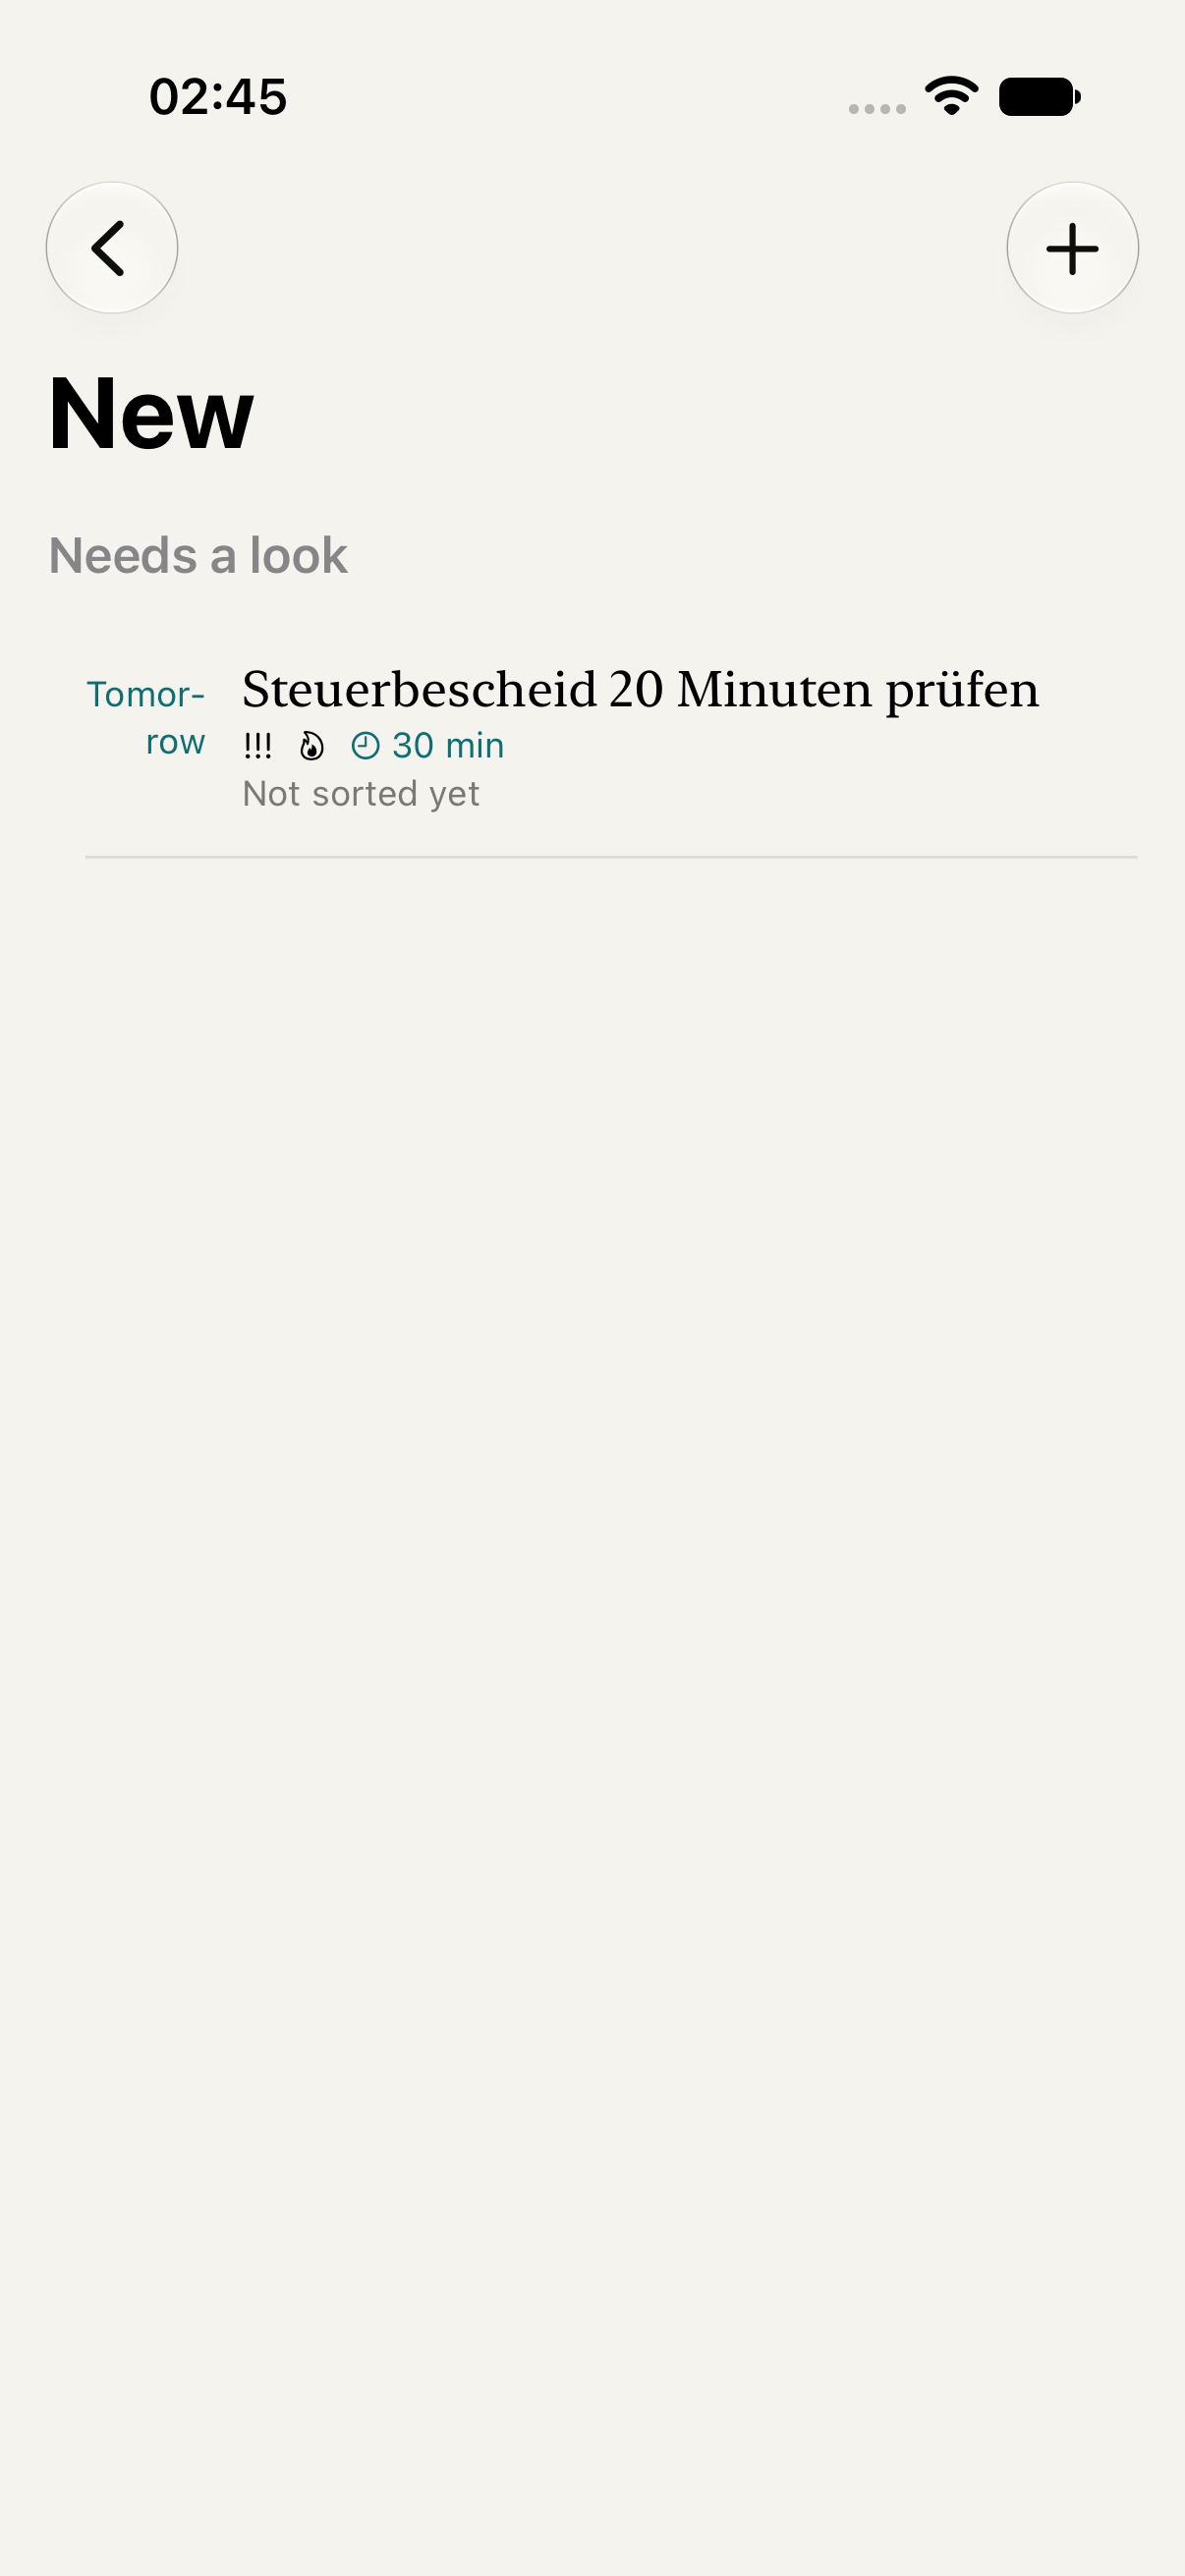 02:45
New
Needs a look
Tomor-
row
Steuerbescheid 20 Minuten prüfen
!!! 30 min
Not sorted yet